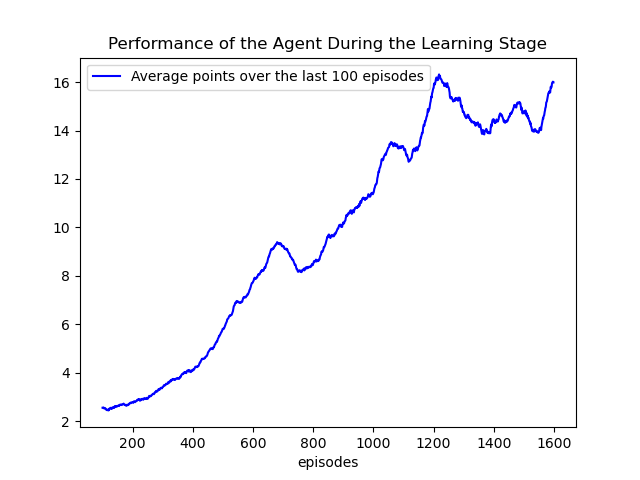 Performance of the Agent During the Learning Stage
Average points over the last 100 episodes
16
14
12
10
8
6
4
2
200 400 600 800 1000 1200 1400 1600
episodes